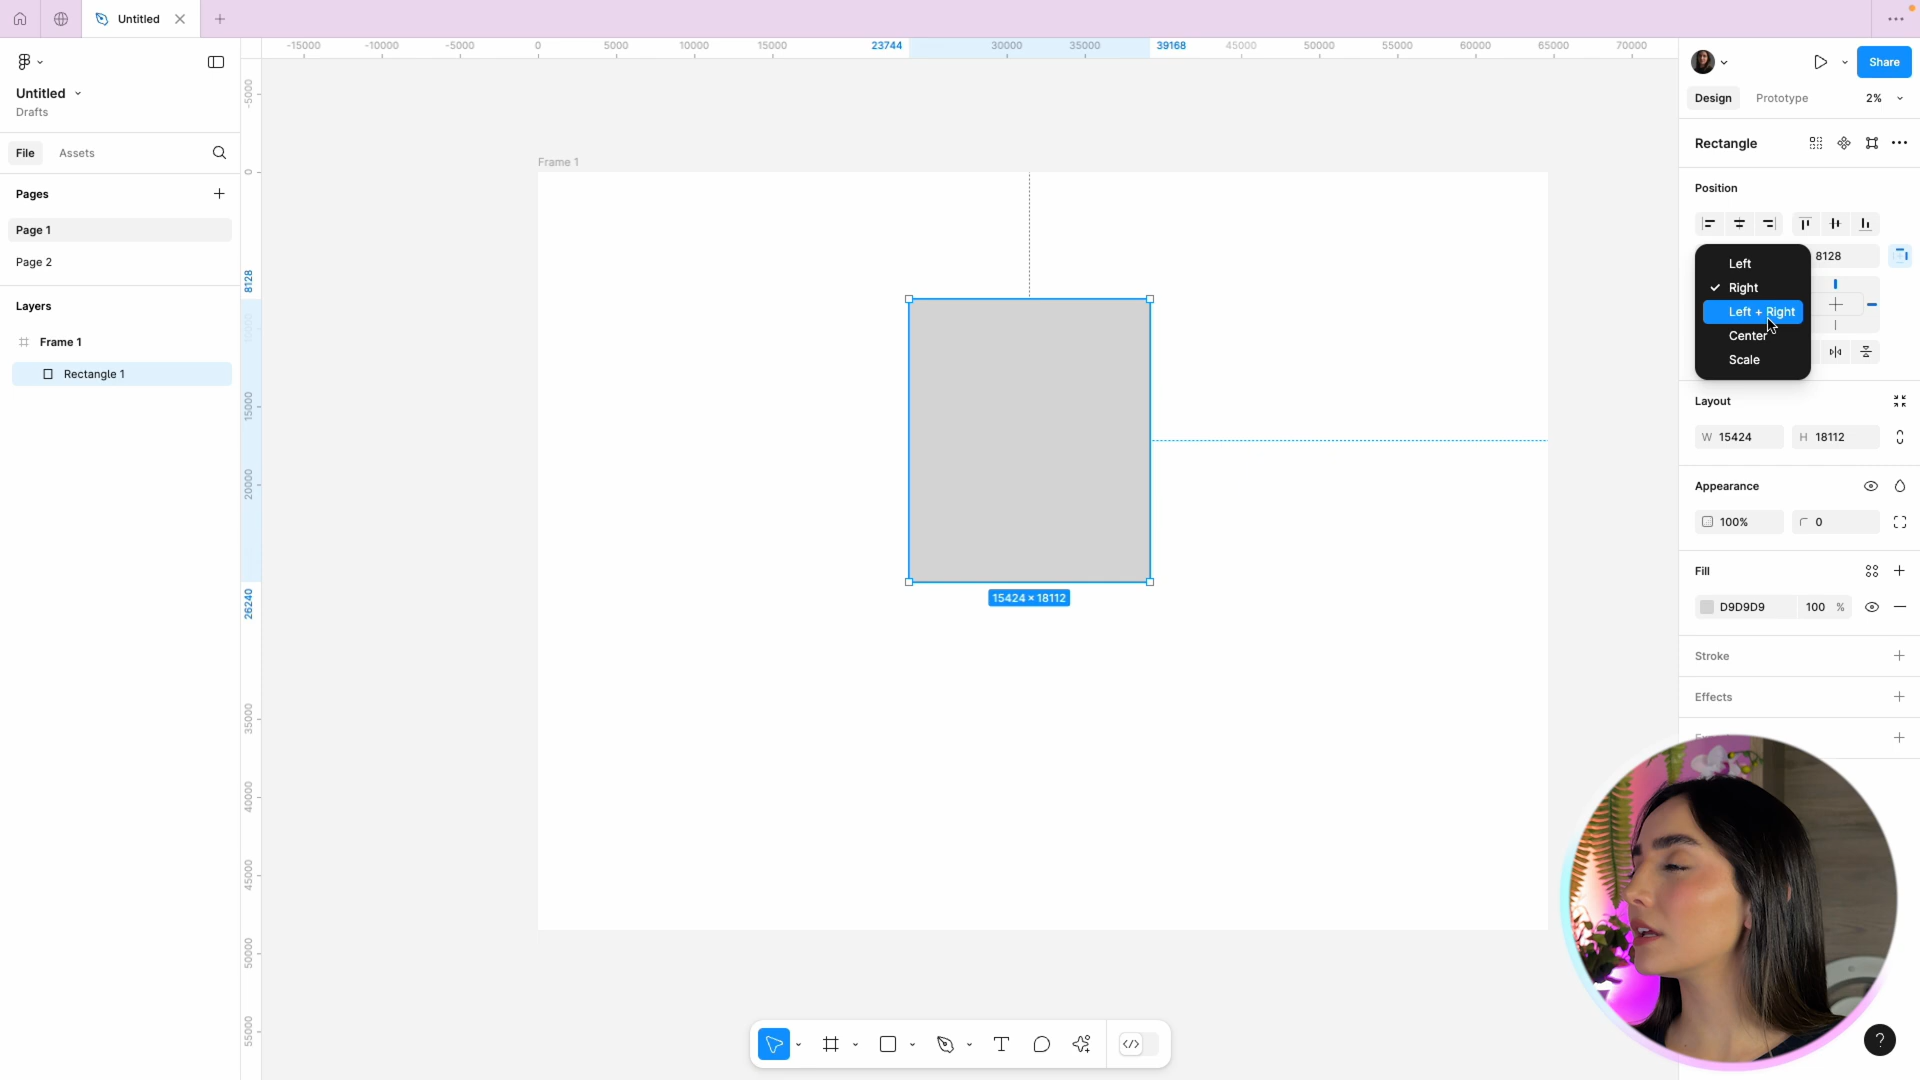 Untitled
Untitled
Drafts
File
Assets
Pages
Page 1
Page 2
Layers
Frame 1
Rectangle 1
-15000 -10000 -5000 0 5000 10000 15000 23744 30000 35000 39168 45000 50000 55000 60000 65000 70000
-5000
0
8128
15000
20000
26240
35000
40000
45000
50000
55000
Frame 1
15424 × 18112
Share
Design
Prototype
2%
Rectangle
Position
8128
Left
Right
Left + Right
Center
Scale
Layout
W 15424
H 18112
Appearance
100%
0
Fill
D9D9D9
100 %
Stroke
Effects
T
?